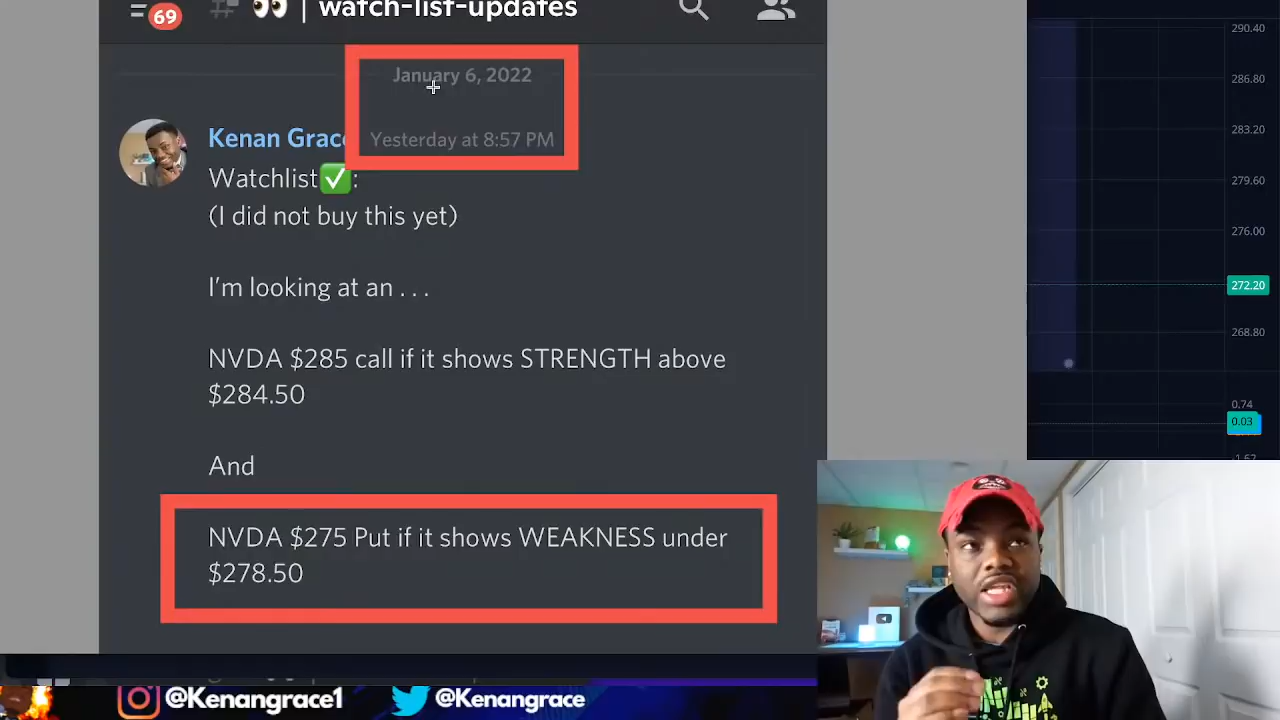 69
# 👀 | watch-list-updates
290.40
January 6, 2022
286.80
Kenan Grace
Yesterday at 8:57 PM
283.20
Watchlist✅:
279.60
(I did not buy this yet)
276.00
I'm looking at an . . .
272.20
268.80
NVDA $285 call if it shows STRENGTH above
$284.50
0.74
0.03
And
NVDA $275 Put if it shows WEAKNESS under
$278.50
@Kenangrace1
@Kenangrace